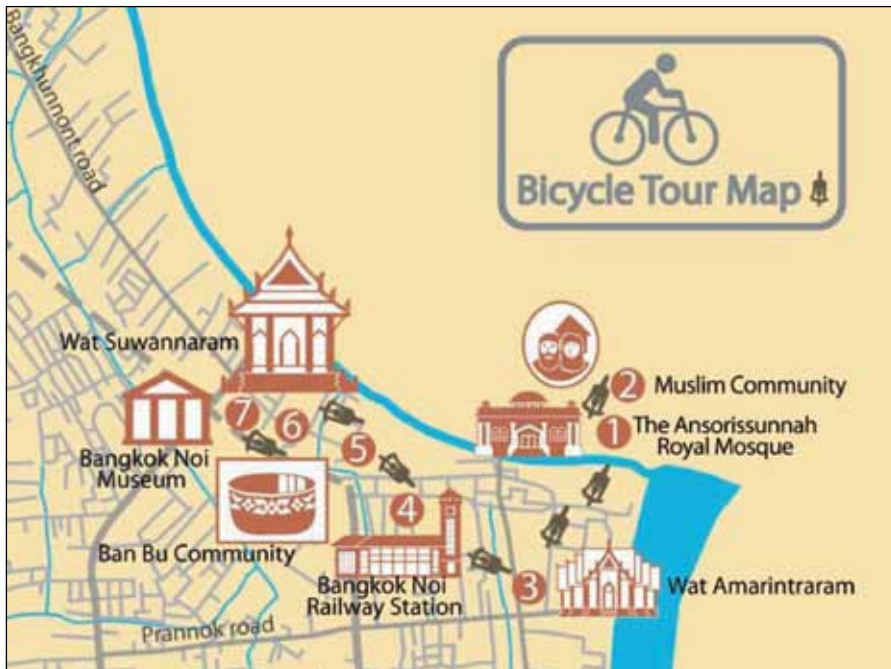 Bangkhunnont road
Bicycle Tour Map
Wat Suwannaram
2
Muslim Community
1
The Ansorissunnah
Royal Mosque
7
6
5
Bangkok Noi
Museum
4
Ban Bu Community
Bangkok Noi
Railway Station
3
Wat Amarintraram
Prannok road